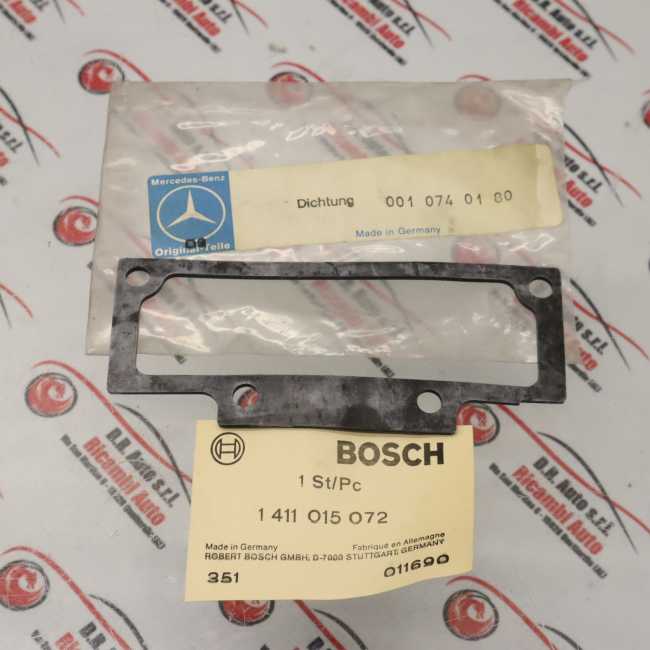 Mercedes-Benz
Original-Teile
Dichtung 001 074 01 80
Made in Germany
BOSCH
1 St/Pc
1 411 015 072
Made in Germany Fabriqué en Allemagne
ROBERT BOSCH GMBH, D-7000 STUTTGART, GERMANY
351 011690
D.R. Auto s.r.l.
Ricambi Auto